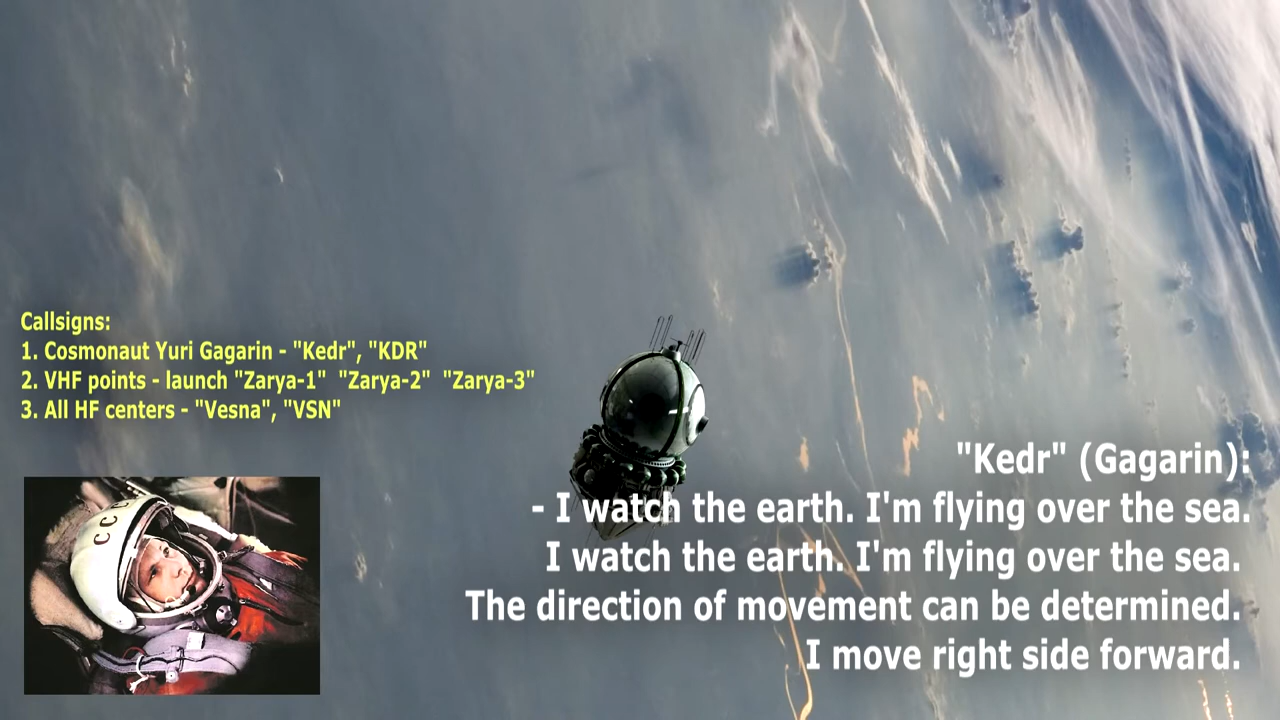 Callsigns:
1. Cosmonaut Yuri Gagarin - "Kedr", "KDR"
2. VHF points - launch "Zarya-1" "Zarya-2" "Zarya-3"
3. All HF centers - "Vesna", "VSN"
"Kedr" (Gagarin):
- I watch the earth. I'm flying over the sea.
I watch the earth. I'm flying over the sea.
The direction of movement can be determined.
I move right side forward.